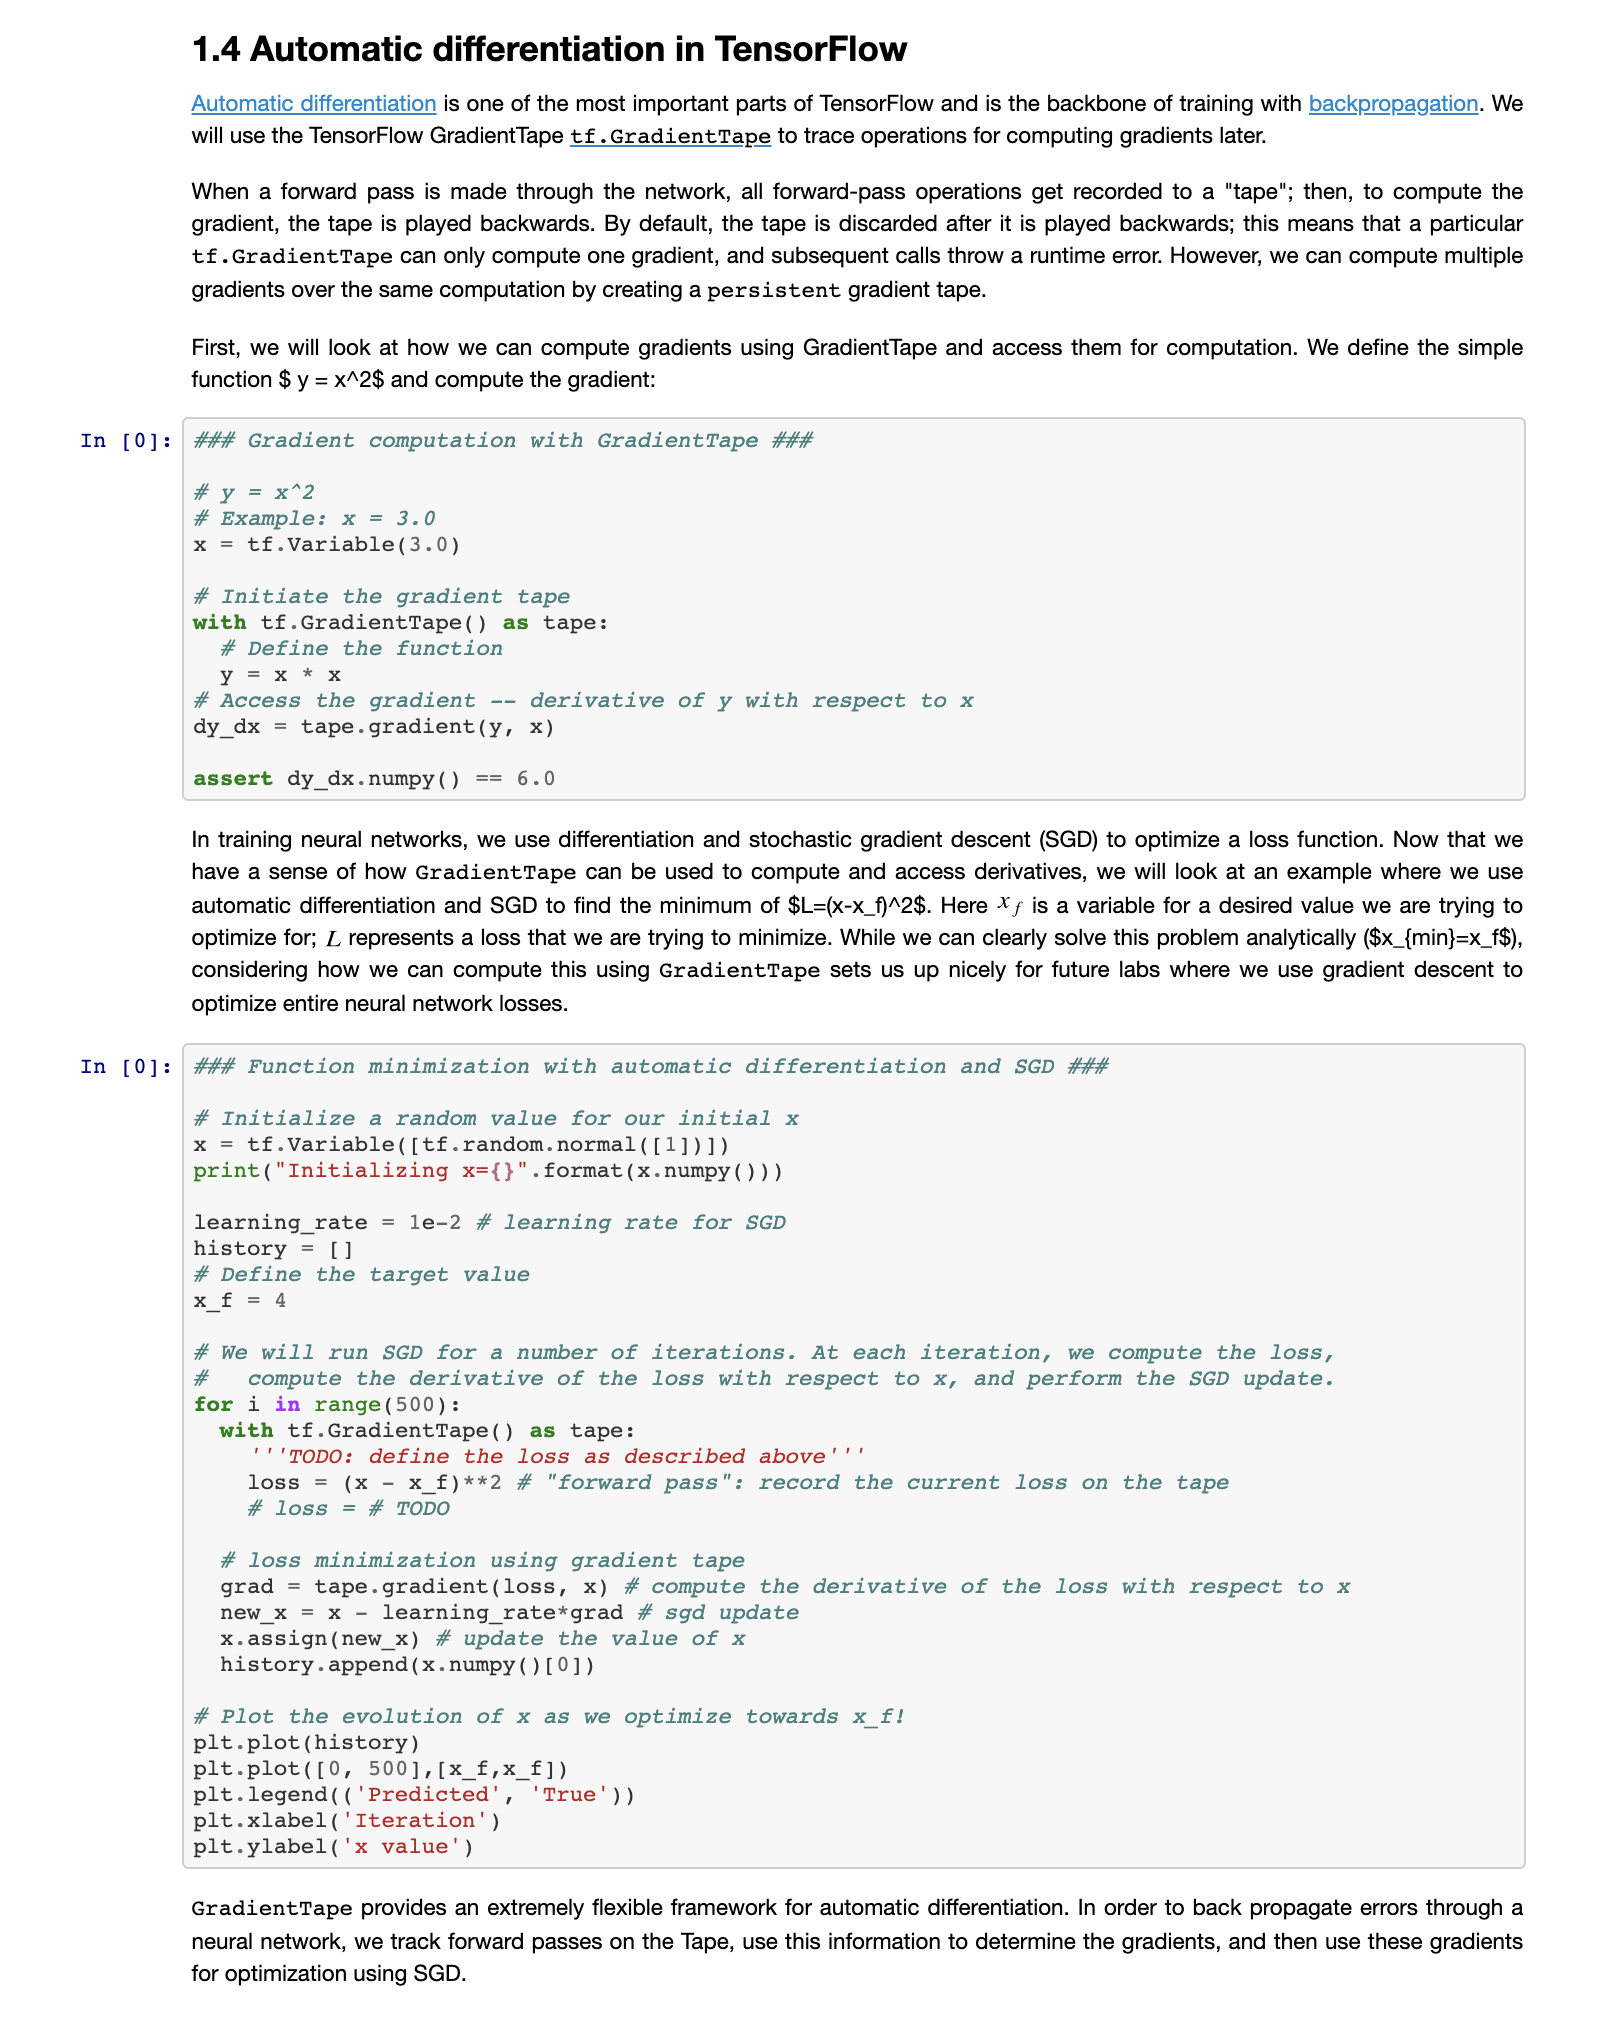 1.4 Automatic differentiation in TensorFlow
Automatic differentiation is one of the most important parts of TensorFlow and is the backbone of training with backpropagation. We
will use the TensorFlow GradientTape tf.GradientTape to trace operations for computing gradients later.
When a forward pass is made through the network, all forward-pass operations get recorded to a "tape"; then, to compute the
gradient, the tape is played backwards. By default, the tape is discarded after it is played backwards; this means that a particular
tf.GradientTape can only compute one gradient, and subsequent calls throw a runtime error. However, we can compute multiple
gradients over the same computation by creating a persistent gradient tape.
First, we will look at how we can compute gradients using GradientTape and access them for computation. We define the simple
function $ y = x^2$ and compute the gradient:
In [0]: ### Gradient computation with GradientTape ###
# y = x^2
# Example: x = 3.0
x = tf.Variable(3.0)
# Initiate the gradient tape
with tf.GradientTape() as tape:
  # Define the function
  y = x * x
# Access the gradient -- derivative of y with respect to x
dy_dx = tape.gradient(y, x)
assert dy_dx.numpy() == 6.0
In training neural networks, we use differentiation and stochastic gradient descent (SGD) to optimize a loss function. Now that we
have a sense of how GradientTape can be used to compute and access derivatives, we will look at an example where we use
automatic differentiation and SGD to find the minimum of $L=(x-x_f)^2$. Here x_f is a variable for a desired value we are trying to
optimize for; L represents a loss that we are trying to minimize. While we can clearly solve this problem analytically ($x_{min}=x_f$),
considering how we can compute this using GradientTape sets us up nicely for future labs where we use gradient descent to
optimize entire neural network losses.
In [0]: ### Function minimization with automatic differentiation and SGD ###
# Initialize a random value for our initial x
x = tf.Variable([tf.random.normal([1])])
print("Initializing x={}".format(x.numpy()))
learning_rate = 1e-2 # learning rate for SGD
history = []
# Define the target value
x_f = 4
# We will run SGD for a number of iterations. At each iteration, we compute the loss,
#   compute the derivative of the loss with respect to x, and perform the SGD update.
for i in range(500):
  with tf.GradientTape() as tape:
    '''TODO: define the loss as described above'''
    loss = (x - x_f)**2 # "forward pass": record the current loss on the tape
    # loss = # TODO
  # loss minimization using gradient tape
  grad = tape.gradient(loss, x) # compute the derivative of the loss with respect to x
  new_x = x - learning_rate*grad # sgd update
  x.assign(new_x) # update the value of x
  history.append(x.numpy()[0])
# Plot the evolution of x as we optimize towards x_f!
plt.plot(history)
plt.plot([0, 500],[x_f,x_f])
plt.legend(('Predicted', 'True'))
plt.xlabel('Iteration')
plt.ylabel('x value')
GradientTape provides an extremely flexible framework for automatic differentiation. In order to back propagate errors through a
neural network, we track forward passes on the Tape, use this information to determine the gradients, and then use these gradients
for optimization using SGD.